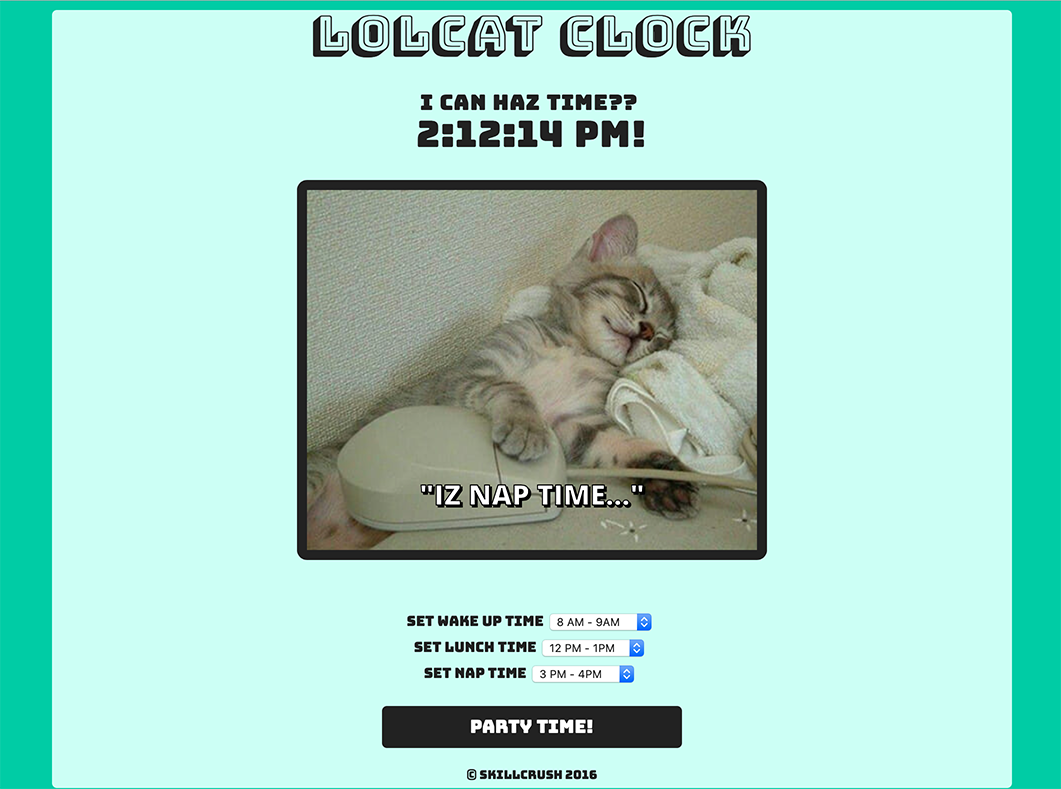 LOLCAT CLOCK
I CAN HAZ TIME??
2:12:14 PM!
"IZ NAP TIME..."
SET WAKE UP TIME 8 AM - 9AM
SET LUNCH TIME 12 PM - 1PM
SET NAP TIME 3 PM - 4PM
PARTY TIME!
© SKILLCRUSH 2016